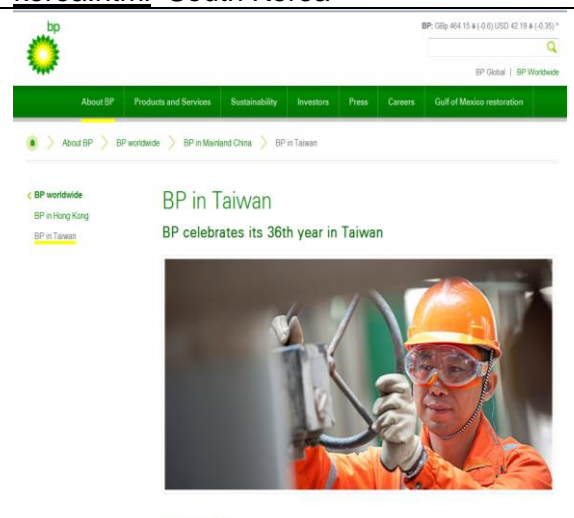 korea.html South Korea
bp
BP: GBp 464.15 (-0.6) USD 42.19 (-0.35) *
BP Global | BP Worldwide
About BP Products and Services Sustainability Investors Press Careers Gulf of Mexico restoration
About BP > BP worldwide > BP in Mainland China > BP in Taiwan
< BP worldwide
BP in Hong Kong
BP in Taiwan
BP in Taiwan
BP celebrates its 36th year in Taiwan